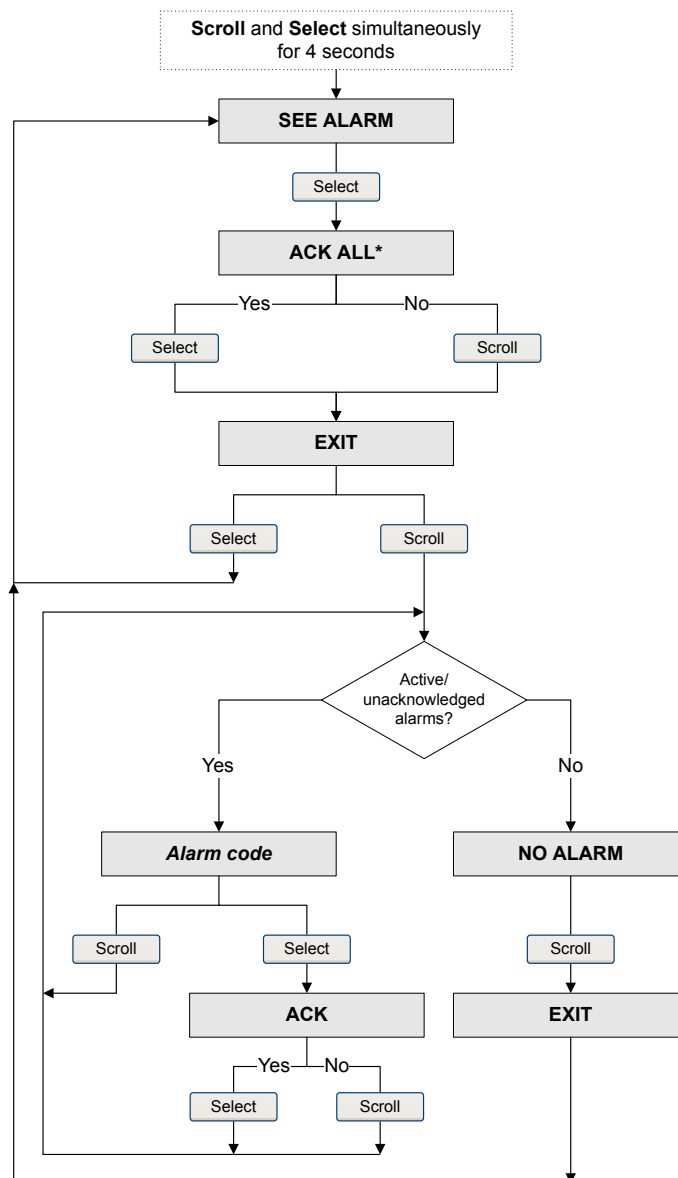 Scroll and Select simultaneously
for 4 seconds
SEE ALARM
Select
ACK ALL*
Yes
No
Select
Scroll
EXIT
Select
Scroll
Active/
unacknowledged
alarms?
Yes
No
Alarm code
NO ALARM
Scroll
Select
Scroll
ACK
EXIT
Yes
No
Select
Scroll